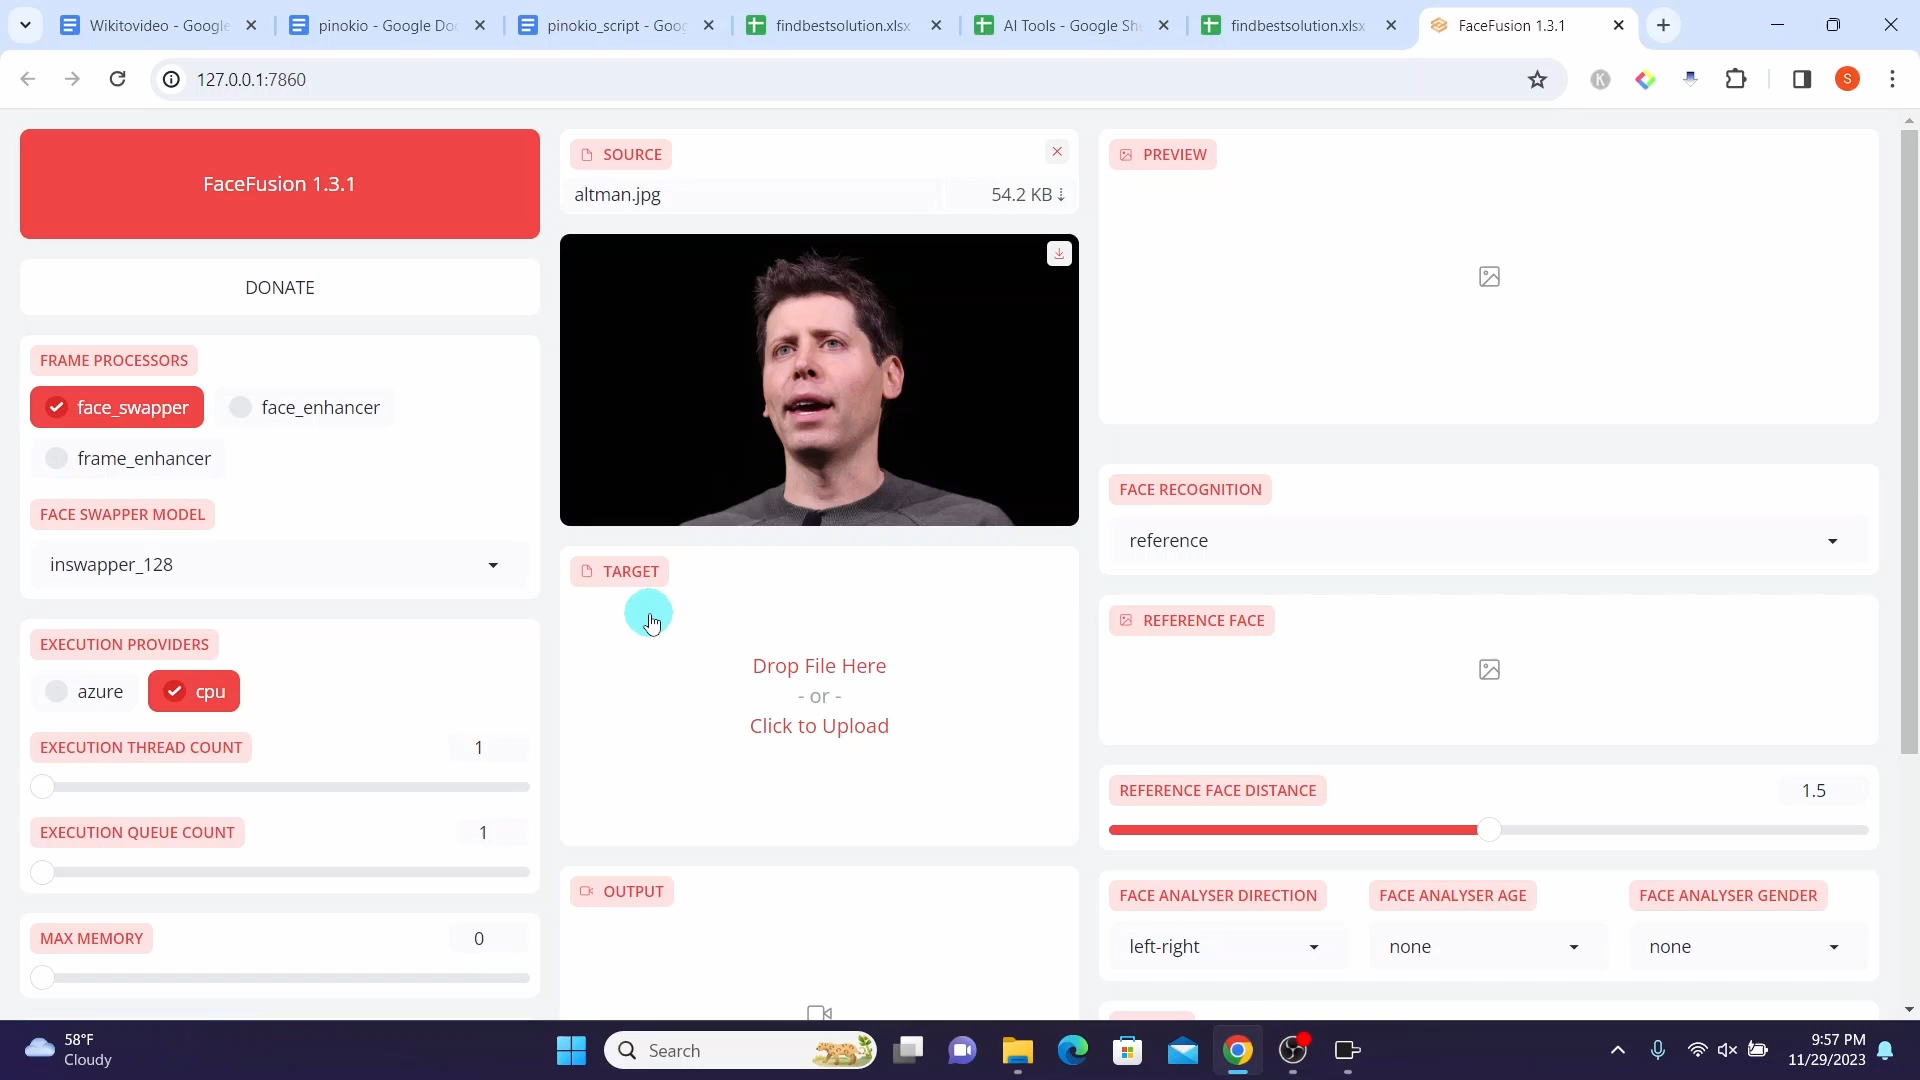 Wikitovideo - Google
pinokio - Google Doc
pinokio_script - Goog
findbestsolution.xlsx
AI Tools - Google She
findbestsolution.xlsx
FaceFusion 1.3.1
127.0.0.1:7860
K
S
FaceFusion 1.3.1
DONATE
FRAME PROCESSORS
face_swapper
face_enhancer
frame_enhancer
FACE SWAPPER MODEL
inswapper_128
EXECUTION PROVIDERS
azure
cpu
EXECUTION THREAD COUNT
1
EXECUTION QUEUE COUNT
1
MAX MEMORY
0
SOURCE
altman.jpg
54.2 KB ⇣
TARGET
Drop File Here
- or -
Click to Upload
OUTPUT
PREVIEW
FACE RECOGNITION
reference
REFERENCE FACE
REFERENCE FACE DISTANCE
1.5
FACE ANALYSER DIRECTION
left-right
FACE ANALYSER AGE
none
FACE ANALYSER GENDER
none
58°F
Cloudy
Search
9:57 PM
11/29/2023